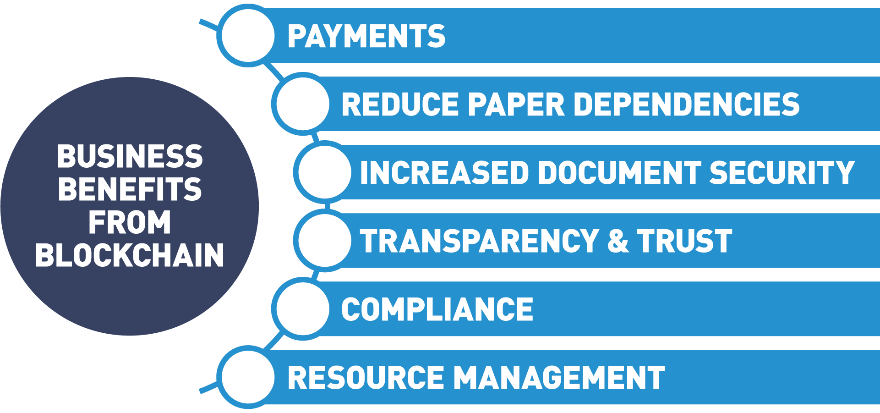 BUSINESS
BENEFITS
FROM
BLOCKCHAIN
PAYMENTS
REDUCE PAPER DEPENDENCIES
INCREASED DOCUMENT SECURITY
TRANSPARENCY & TRUST
COMPLIANCE
RESOURCE MANAGEMENT